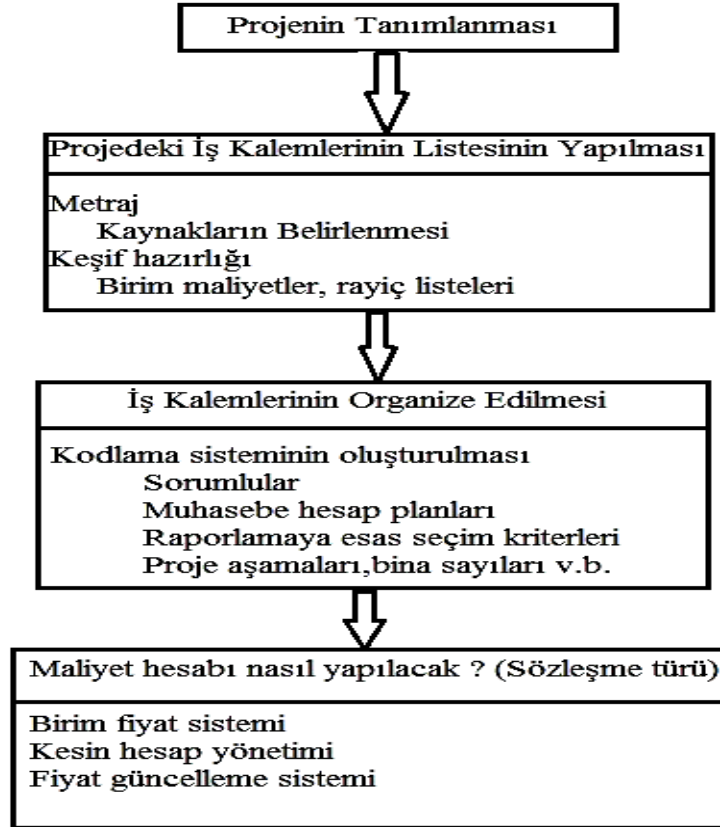 Projenin Tanımlanması
Projedeki İş Kalemlerinin Listesinin Yapılması
Metraj
Kaynakların Belirlenmesi
Keşif hazırlığı
Birim maliyetler, rayiç listeleri
İş Kalemlerinin Organize Edilmesi
Kodlama sisteminin oluşturulması
Sorumlular
Muhasebe hesap planları
Raporlamaya esas seçim kriterleri
Proje aşamaları,bina sayıları v.b.
Maliyet hesabı nasıl yapılacak ? (Sözleşme türü)
Birim fiyat sistemi
Kesin hesap yönetimi
Fiyat güncelleme sistemi